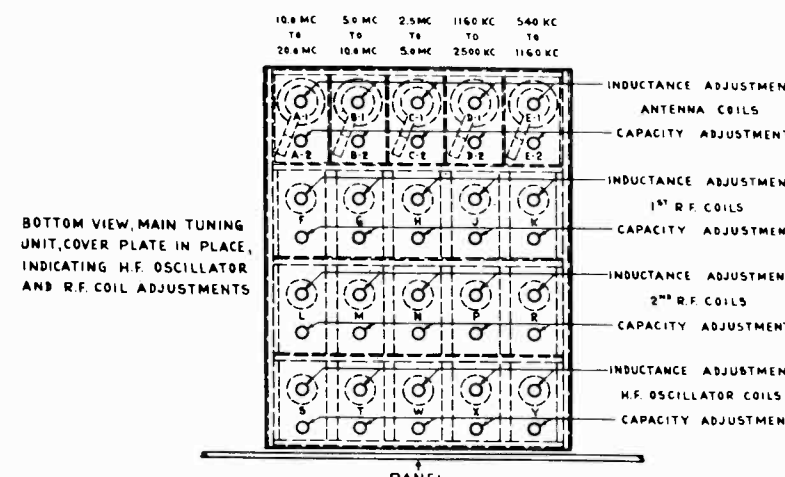 10.0 MC 5.0 MC 2.5 MC 1160 KC 540 KC
TO TO TO TO TO
20.0 MC 10.0 MC 5.0 MC 2500 KC 1160 KC
INDUCTANCE ADJUSTMEN
ANTENNA COILS
CAPACITY ADJUSTMENT
A-1 B-1 C-1 D-1 E-1
A-2 B-2 C-2 D-2 E-2
INDUCTANCE ADJUSTMEN
1ST R.F. COILS
CAPACITY ADJUSTMENT
F G H J K
BOTTOM VIEW, MAIN TUNING
UNIT, COVER PLATE IN PLACE,
INDICATING H.F. OSCILLATOR
AND R.F. COIL ADJUSTMENTS
INDUCTANCE ADJUSTMEN
2ND R.F. COILS
CAPACITY ADJUSTMENT
L M N P R
INDUCTANCE ADJUSTMEN
H.F. OSCILLATOR COILS
CAPACITY ADJUSTMENT
S T W X Y
PANEL